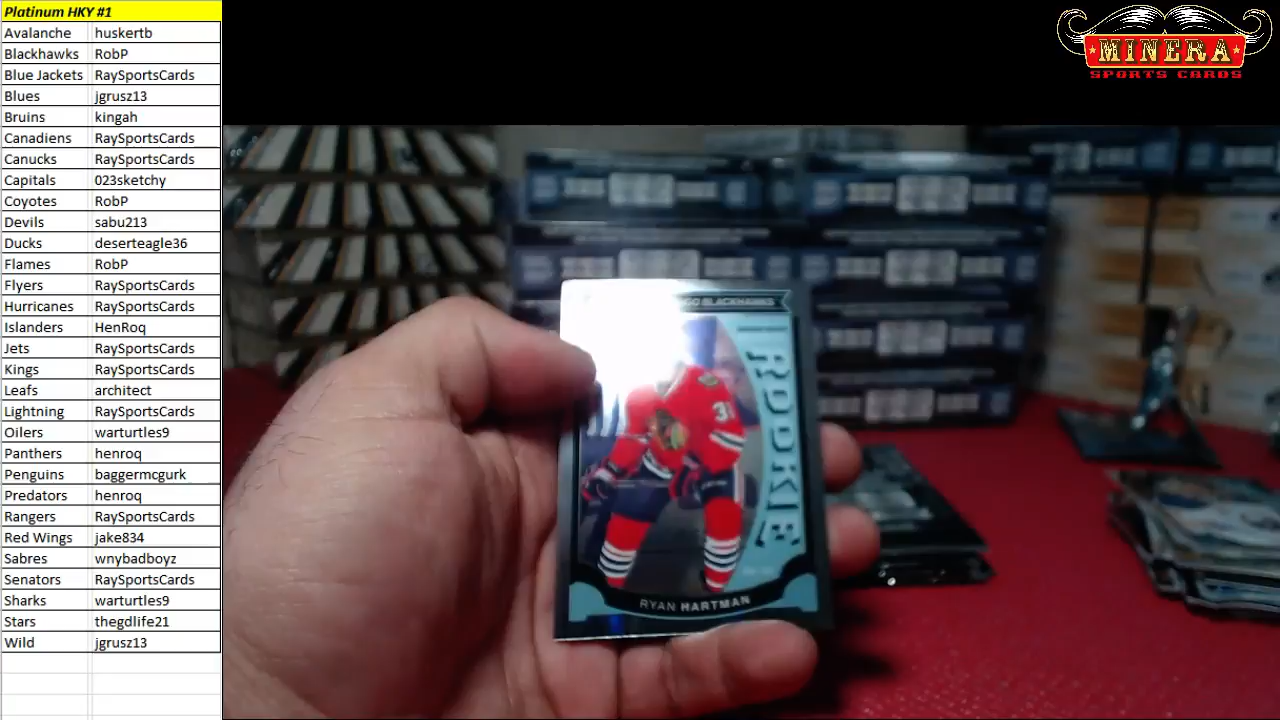 Platinum HKY #1
Avalanche huskertb
Blackhawks RobP
Blue Jackets RaySportsCards
Blues jgrusz13
Bruins kingah
Canadiens RaySportsCards
Canucks RaySportsCards
Capitals 023sketchy
Coyotes RobP
Devils sabu213
Ducks deserteagle36
Flames RobP
Flyers RaySportsCards
Hurricanes RaySportsCards
Islanders HenRoq
Jets RaySportsCards
Kings RaySportsCards
Leafs architect
Lightning RaySportsCards
Oilers warturtles9
Panthers henroq
Penguins baggermcgurk
Predators henroq
Rangers RaySportsCards
Red Wings jake834
Sabres wnybadboyz
Senators RaySportsCards
Sharks warturtles9
Stars thegdlife21
Wild jgrusz13
MINERA
SPORTS CARDS
BLACKHAWKS
ROOKIE
RYAN HARTMAN